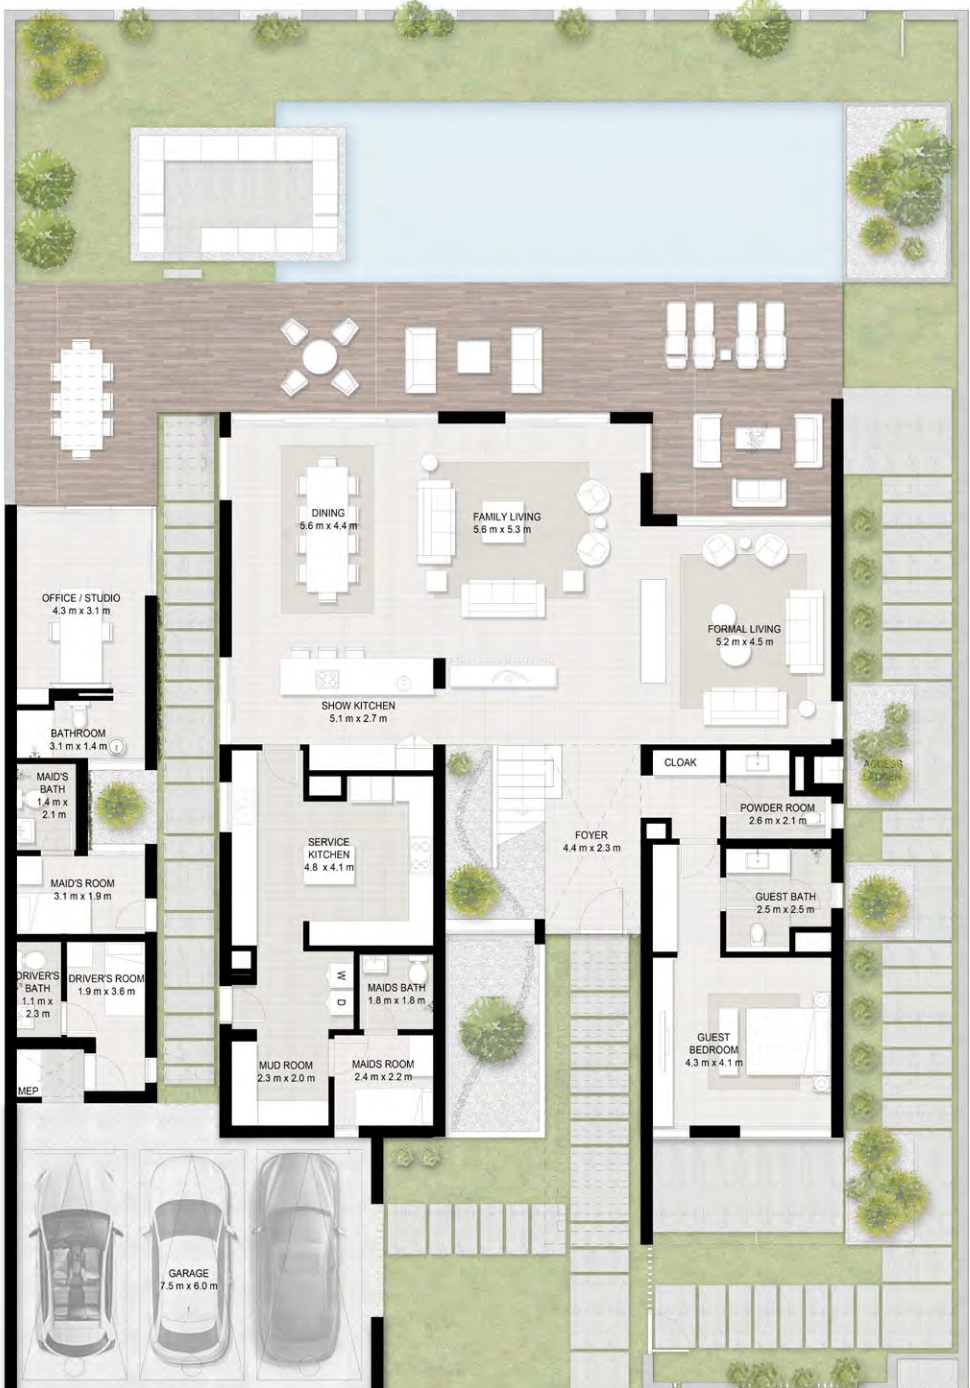 DINING
5.6 m x 4.4 m
FAMILY LIVING
5.6 m x 5.3 m
OFFICE / STUDIO
4.3 m x 3.1 m
FORMAL LIVING
5.2 m x 4.5 m
SHOW KITCHEN
5.1 m x 2.7 m
BATHROOM
3.1 m x 1.4 m
MAID'S
BATH
1.4 m x
2.1 m
CLOAK
ACCESS
LADDER
POWDER ROOM
2.6 m x 2.1 m
FOYER
4.4 m x 2.3 m
SERVICE
KITCHEN
4.8 x 4.1 m
MAID'S ROOM
3.1 m x 1.9 m
GUEST BATH
2.5 m x 2.5 m
DRIVER'S
BATH
1.1 m x
2.3 m
DRIVER'S ROOM
1.9 m x 3.6 m
W
D
MAIDS BATH
1.8 m x 1.8 m
GUEST
BEDROOM
4.3 m x 4.1 m
MUD ROOM
2.3 m x 2.0 m
MAIDS ROOM
2.4 m x 2.2 m
MEP
GARAGE
7.5 m x 6.0 m
1